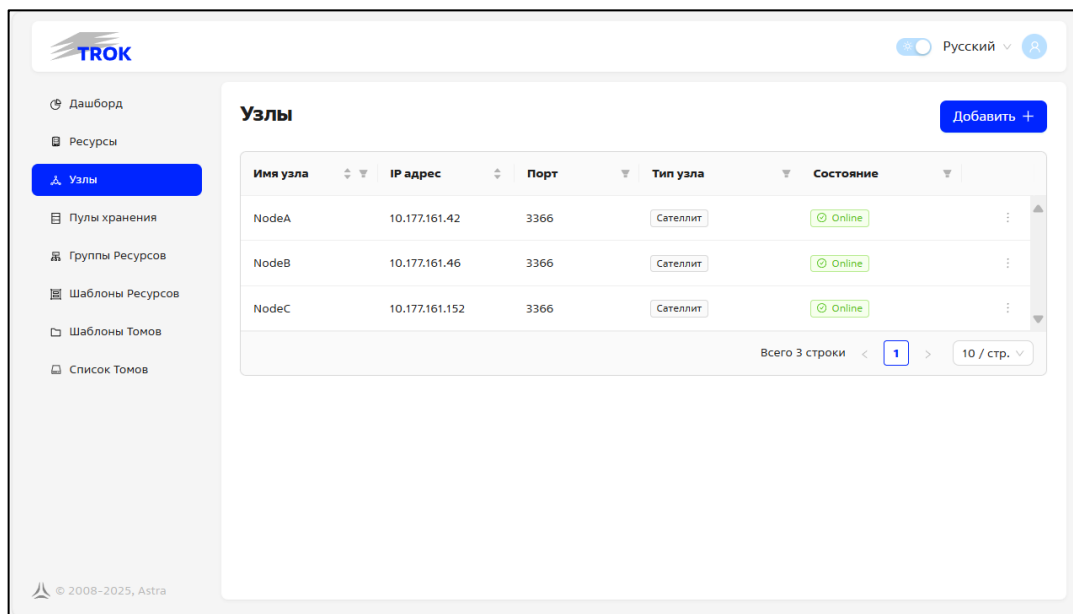 TROK
Русский
Дашборд
Ресурсы
Узлы
Пулы хранения
Группы Ресурсов
Шаблоны Ресурсов
Шаблоны Томов
Список Томов
Узлы
Добавить +
Имя узла IP адрес Порт Тип узла Состояние
NodeA 10.177.161.42 3366 Сателлит Online
NodeB 10.177.161.46 3366 Сателлит Online
NodeC 10.177.161.152 3366 Сателлит Online
Всего 3 строки < 1 > 10 / стр.
© 2008-2025, Astra